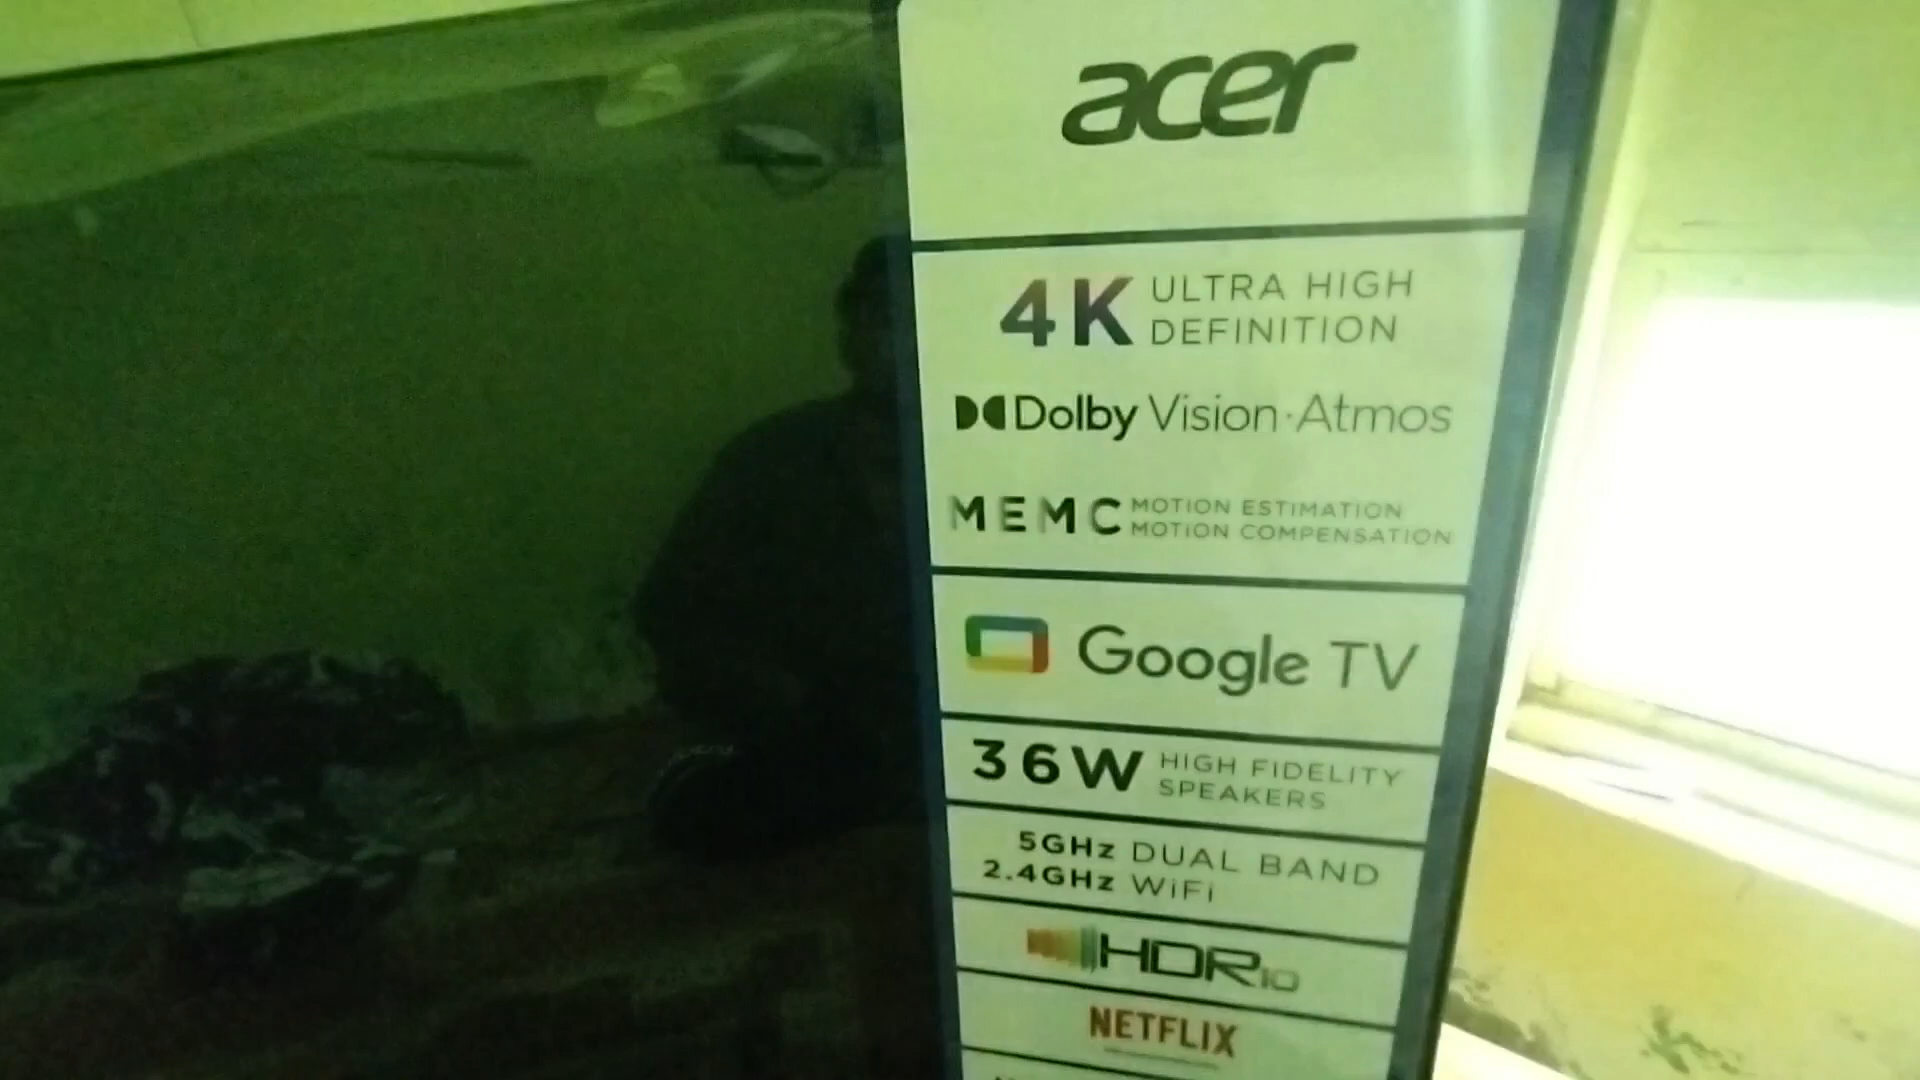 acer
4K ULTRA HIGH
DEFINITION
Dolby Vision·Atmos
MEMC MOTION ESTIMATION
MOTION COMPENSATION
Google TV
36W HIGH FIDELITY
SPEAKERS
5GHz DUAL BAND
2.4GHz WiFi
HDR10
NETFLIX